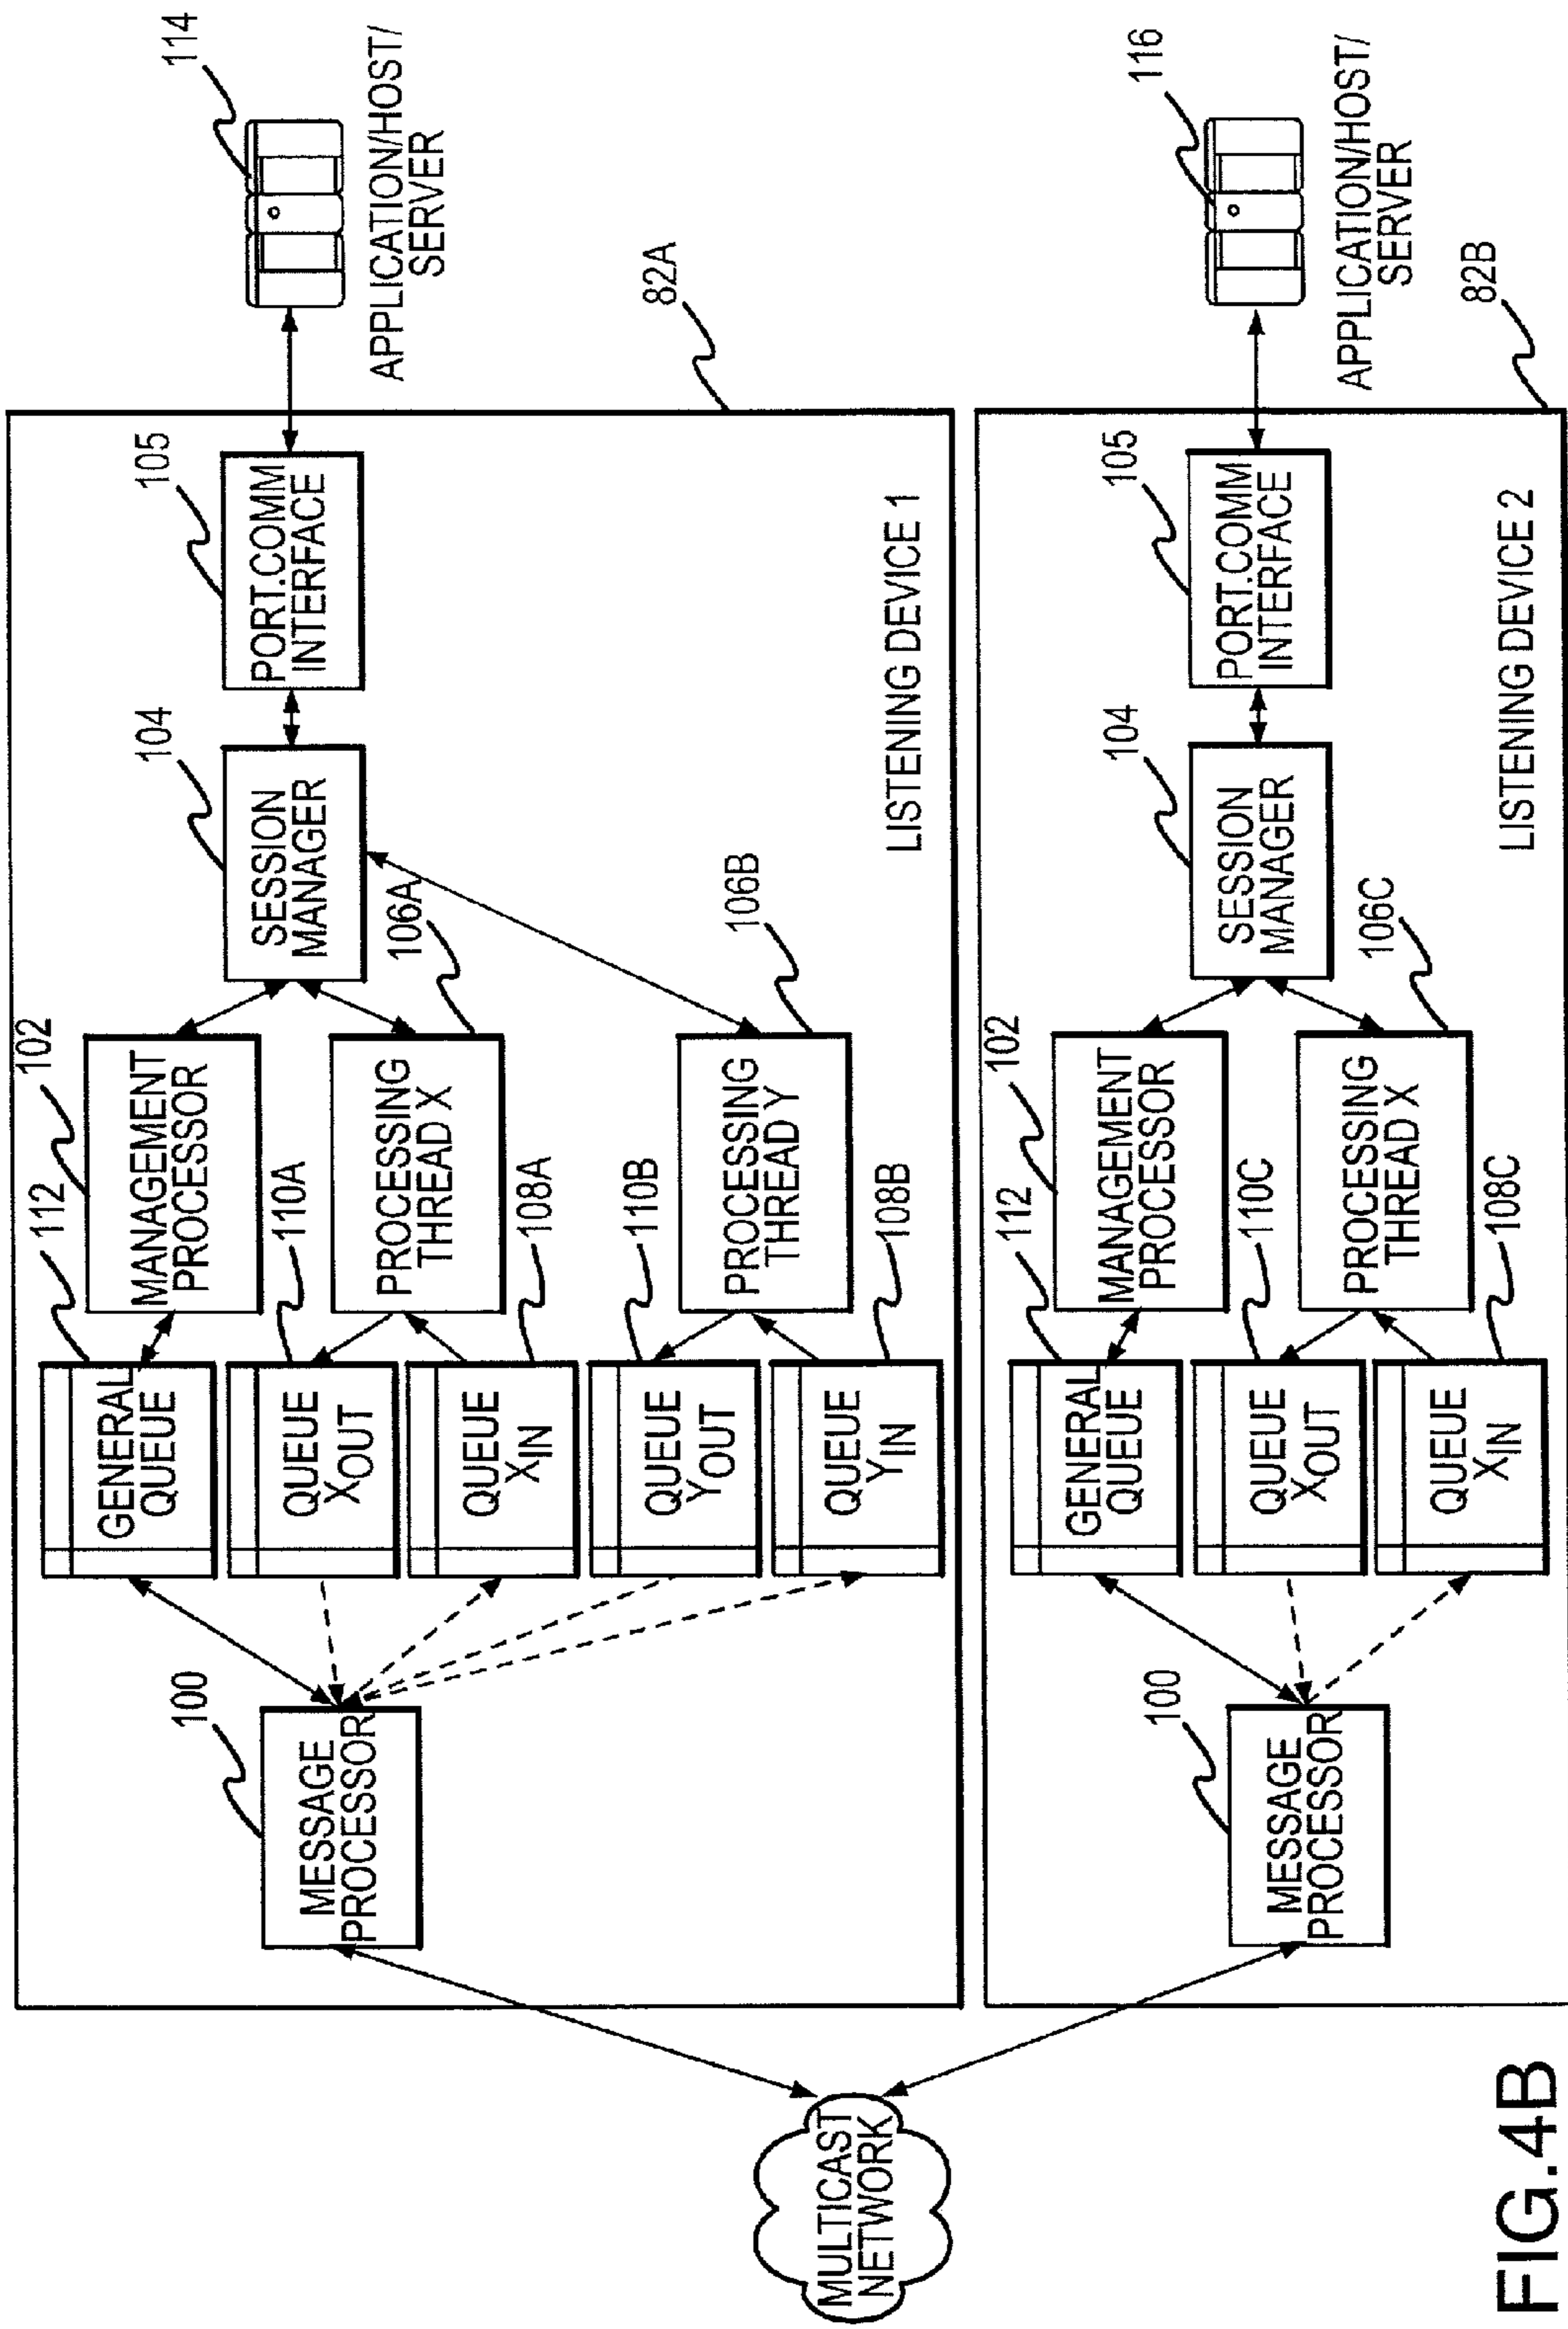 MULTICAST
NETWORK
100
MESSAGE
PROCESSOR
112
GENERAL
QUEUE
110A
QUEUE
XOUT
108A
QUEUE
XIN
110B
QUEUE
YOUT
108B
QUEUE
YIN
102
MANAGEMENT
PROCESSOR
106A
PROCESSING
THREAD X
106B
PROCESSING
THREAD Y
104
SESSION
MANAGER
105
PORT.COMM
INTERFACE
LISTENING DEVICE 1
82A
114
APPLICATION/HOST/
SERVER
100
MESSAGE
PROCESSOR
112
GENERAL
QUEUE
110C
QUEUE
XOUT
108C
QUEUE
XIN
102
MANAGEMENT
PROCESSOR
106C
PROCESSING
THREAD X
104
SESSION
MANAGER
105
PORT.COMM
INTERFACE
LISTENING DEVICE 2
82B
116
APPLICATION/HOST/
SERVER
FIG.4B